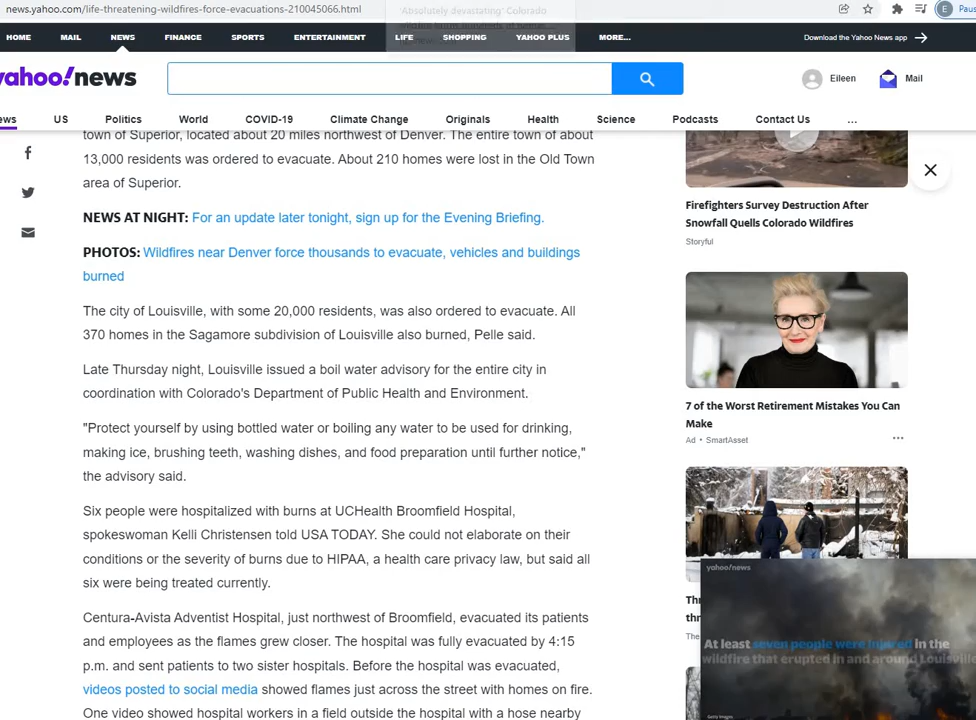 news.yahoo.com/life-threatening-wildfires-force-evacuations-210045066.html
'Absolutely devastating' Colorado
E
Paus
HOME MAIL NEWS FINANCE SPORTS ENTERTAINMENT LIFE SHOPPING YAHOO PLUS MORE... Download the Yahoo News app
yahoo!news
Eileen
Mail
ews US Politics World COVID-19 Climate Change Originals Health Science Podcasts Contact Us ...
town of Superior, located about 20 miles northwest of Denver. The entire town of about
13,000 residents was ordered to evacuate. About 210 homes were lost in the Old Town
area of Superior.
NEWS AT NIGHT: For an update later tonight, sign up for the Evening Briefing.
PHOTOS: Wildfires near Denver force thousands to evacuate, vehicles and buildings
burned
The city of Louisville, with some 20,000 residents, was also ordered to evacuate. All
370 homes in the Sagamore subdivision of Louisville also burned, Pelle said.
Late Thursday night, Louisville issued a boil water advisory for the entire city in
coordination with Colorado's Department of Public Health and Environment.
"Protect yourself by using bottled water or boiling any water to be used for drinking,
making ice, brushing teeth, washing dishes, and food preparation until further notice,"
the advisory said.
Six people were hospitalized with burns at UCHealth Broomfield Hospital,
spokeswoman Kelli Christensen told USA TODAY. She could not elaborate on their
conditions or the severity of burns due to HIPAA, a health care privacy law, but said all
six were being treated currently.
Centura-Avista Adventist Hospital, just northwest of Broomfield, evacuated its patients
and employees as the flames grew closer. The hospital was fully evacuated by 4:15
p.m. and sent patients to two sister hospitals. Before the hospital was evacuated,
videos posted to social media showed flames just across the street with homes on fire.
One video showed hospital workers in a field outside the hospital with a hose nearby
Firefighters Survey Destruction After
Snowfall Quells Colorado Wildfires
Storyful
7 of the Worst Retirement Mistakes You Can
Make
Ad • SmartAsset
Thr
thr
The
yahoo!news
At least seven people were injured in the
wildfire that erupted in and around Louisville
Getty Images